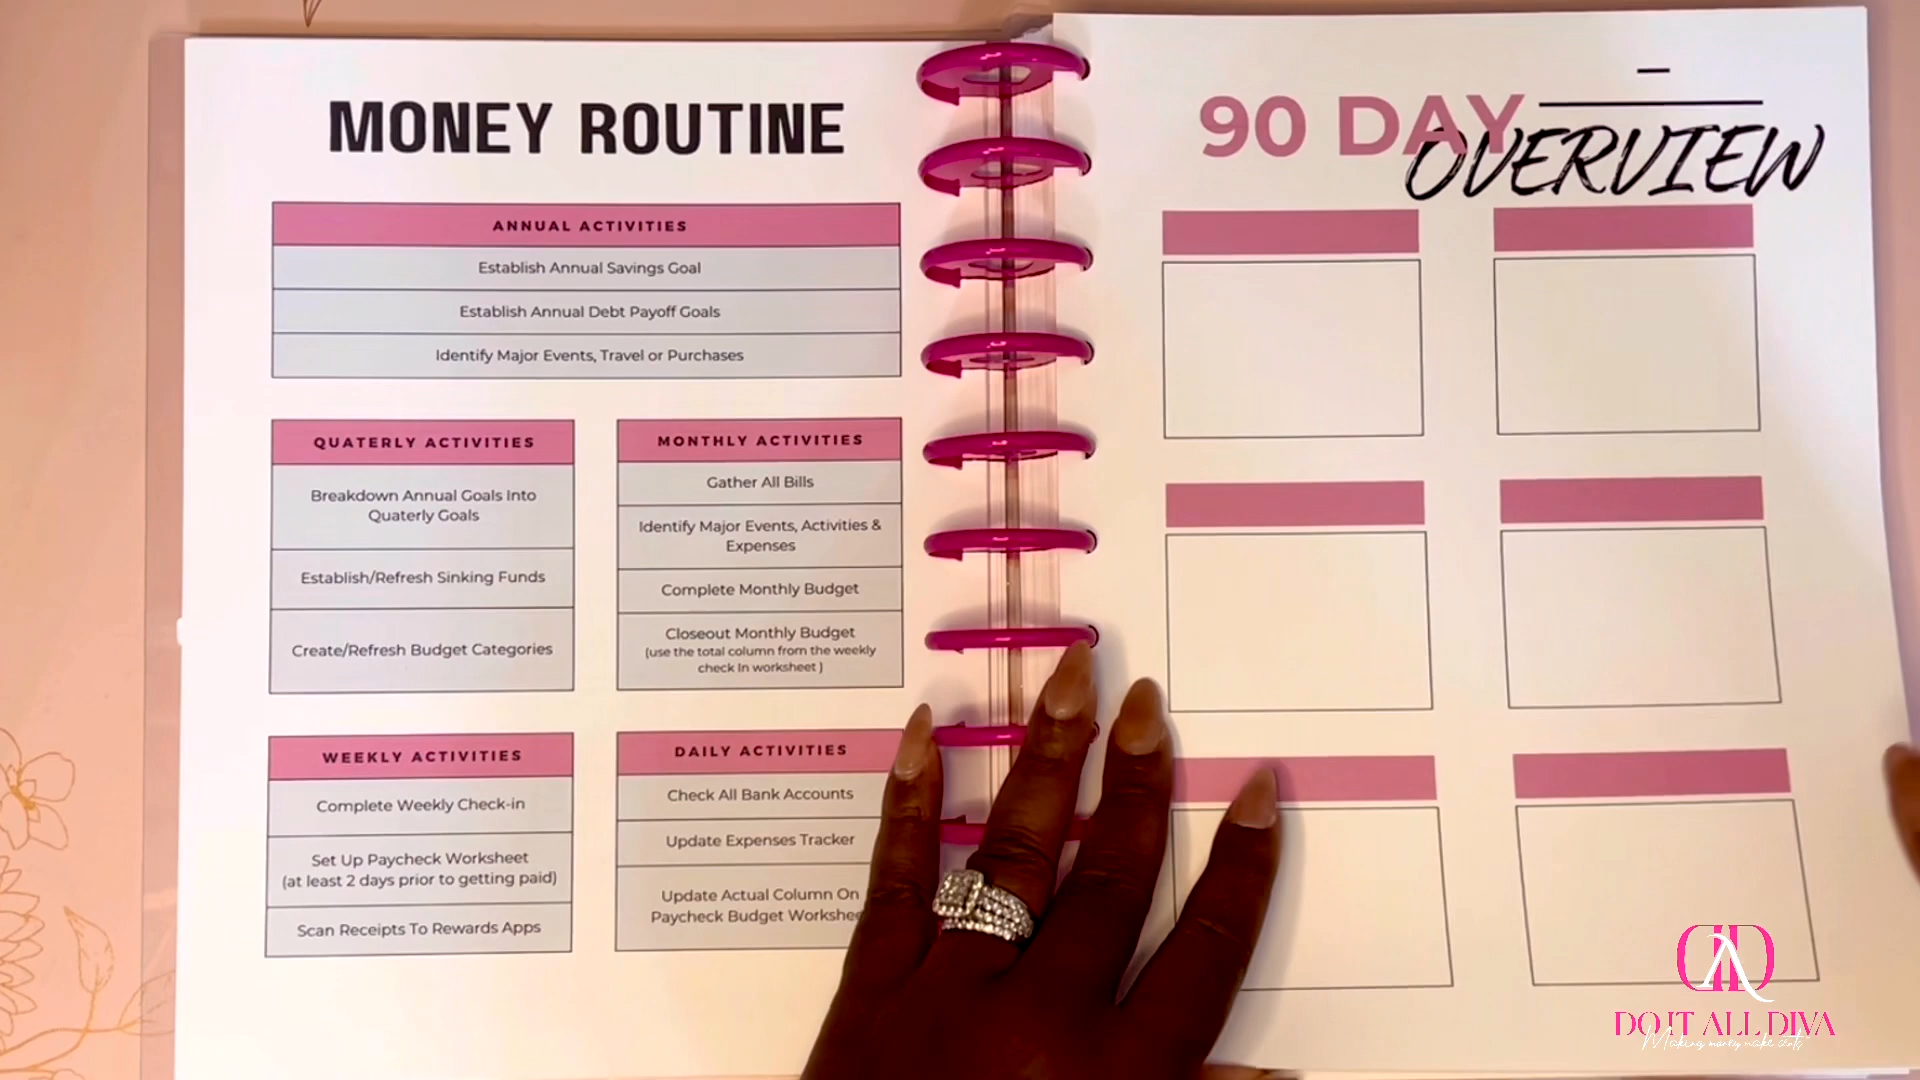 MONEY ROUTINE
ANNUAL ACTIVITIES
Establish Annual Savings Goal
Establish Annual Debt Payoff Goals
Identify Major Events, Travel or Purchases
QUATERLY ACTIVITIES
Breakdown Annual Goals Into
Quaterly Goals
Establish/Refresh Sinking Funds
Create/Refresh Budget Categories
MONTHLY ACTIVITIES
Gather All Bills
Identify Major Events, Activities &
Expenses
Complete Monthly Budget
Closeout Monthly Budget
(use the total column from the weekly
check In worksheet )
WEEKLY ACTIVITIES
Complete Weekly Check-in
Set Up Paycheck Worksheet
(at least 2 days prior to getting paid)
Scan Receipts To Rewards Apps
DAILY ACTIVITIES
Check All Bank Accounts
Update Expenses Tracker
Update Actual Column On
Paycheck Budget Workshee
90 DAY
OVERVIEW
DO IT ALL DIVA
Making money make cents